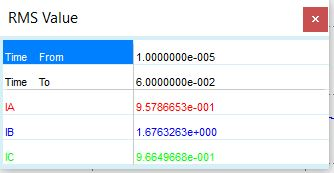 RMS Value
Time From 1.0000000e-005
Time To 6.0000000e-002
IA 9.5786653e-001
IB 1.6763263e+000
IC 9.6649668e-001